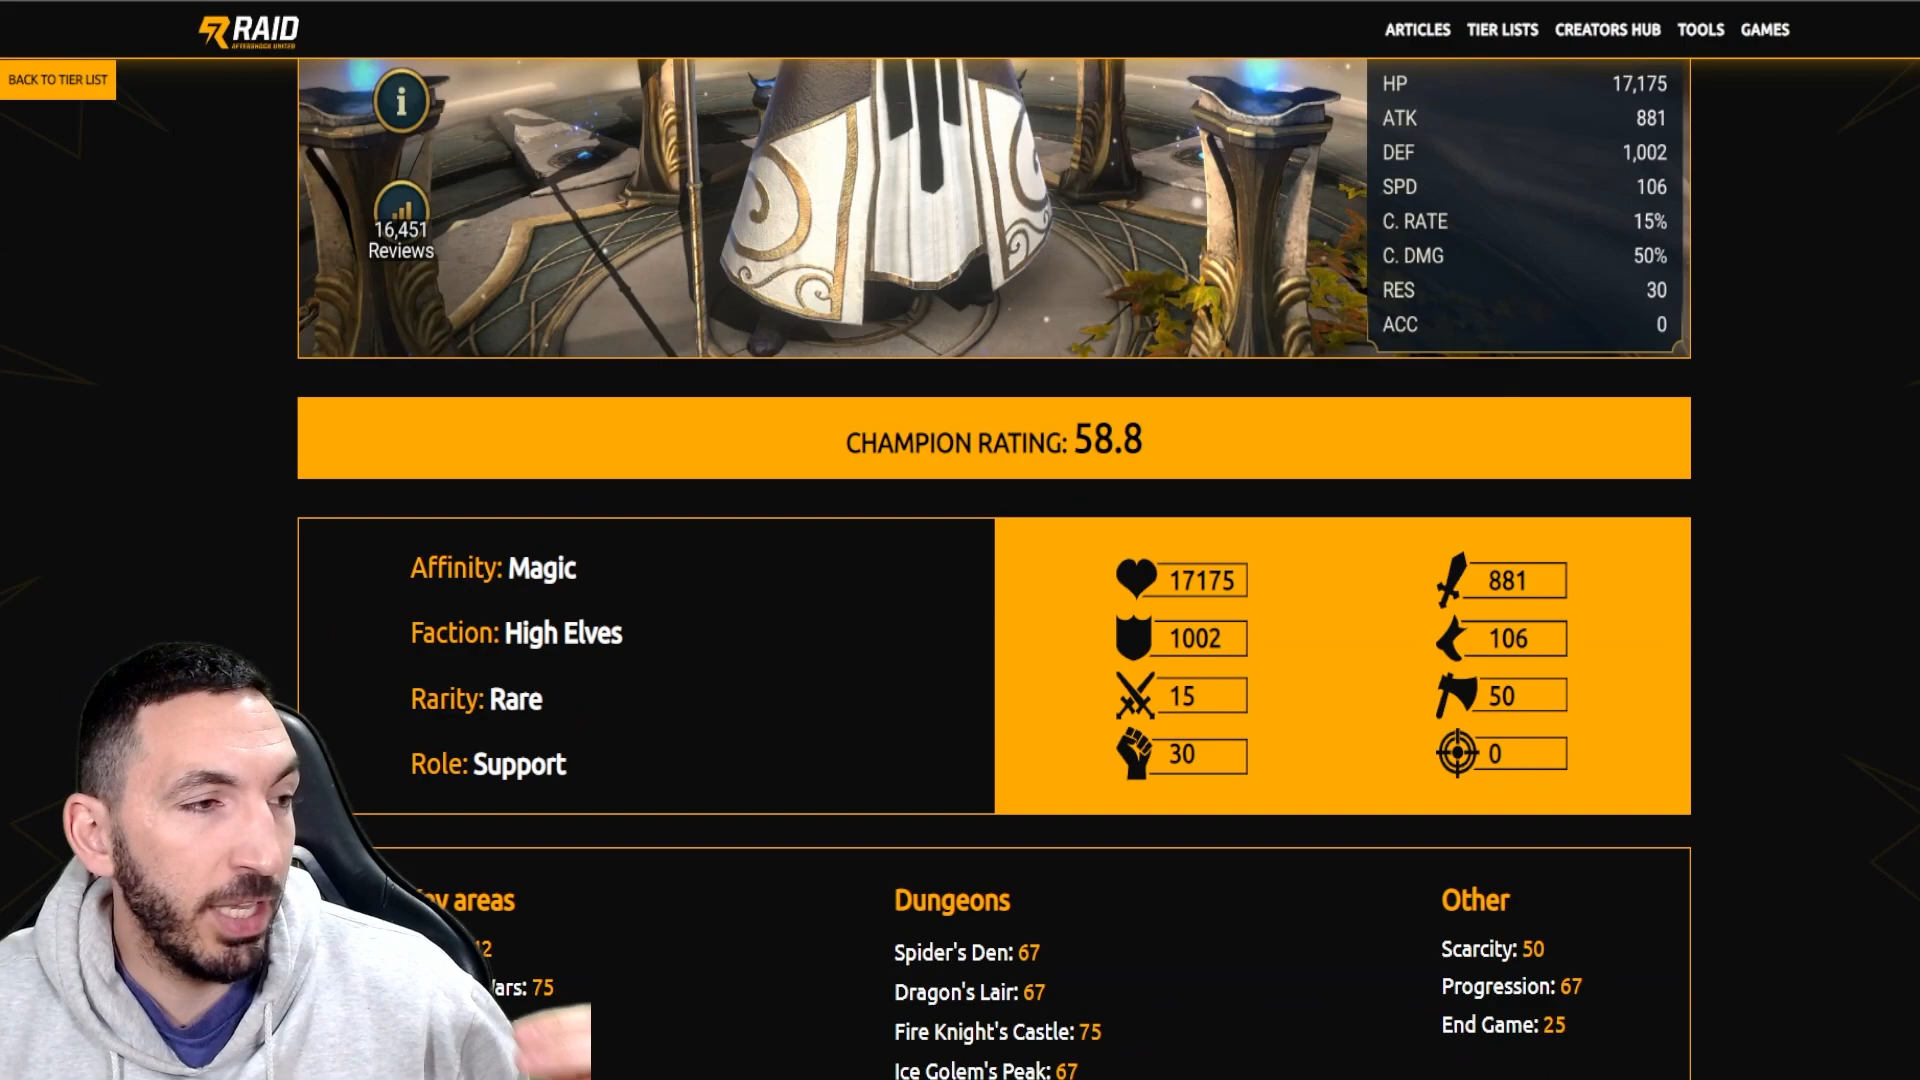 RAID
AFTERSHOCK UNITED
ARTICLES TIER LISTS CREATORS HUB TOOLS GAMES
BACK TO TIER LIST
16,451
Reviews
HP 17,175
ATK 881
DEF 1,002
SPD 106
C. RATE 15%
C. DMG 50%
RES 30
ACC 0
CHAMPION RATING: 58.8
Affinity: Magic
Faction: High Elves
Rarity: Rare
Role: Support
17175 881
1002 106
15 50
30 0
areas
75
Dungeons
Spider's Den: 67
Dragon's Lair: 67
Fire Knight's Castle: 75
Ice Golem's Peak: 67
Other
Scarcity: 50
Progression: 67
End Game: 25